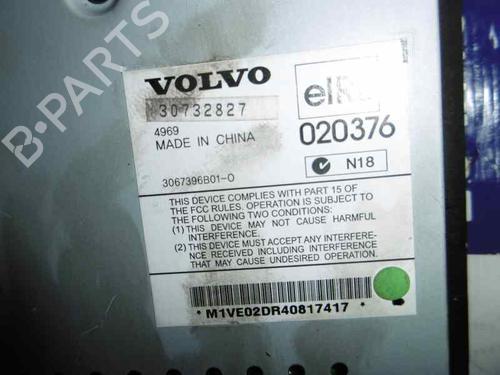 B-PARTS
VOLVO
30732827
4969
MADE IN CHINA
020376
N18
3067396B01-0
THIS DEVICE COMPLIES WITH PART 15 OF
THE FCC RULES. OPERATION IS SUBJECT TO
THE FOLLOWING TWO CONDITIONS:
(1) THIS DEVICE MAY NOT CAUSE HARMFUL
INTERFERENCE.
(2) THIS DEVICE MUST ACCEPT ANY INTERFERE-
NCE RECEIVED INCLUDING INTERFERENCE
THAT MAY CAUSE UNDESIRED OPERATION.
* M1VE02DR40817417 *